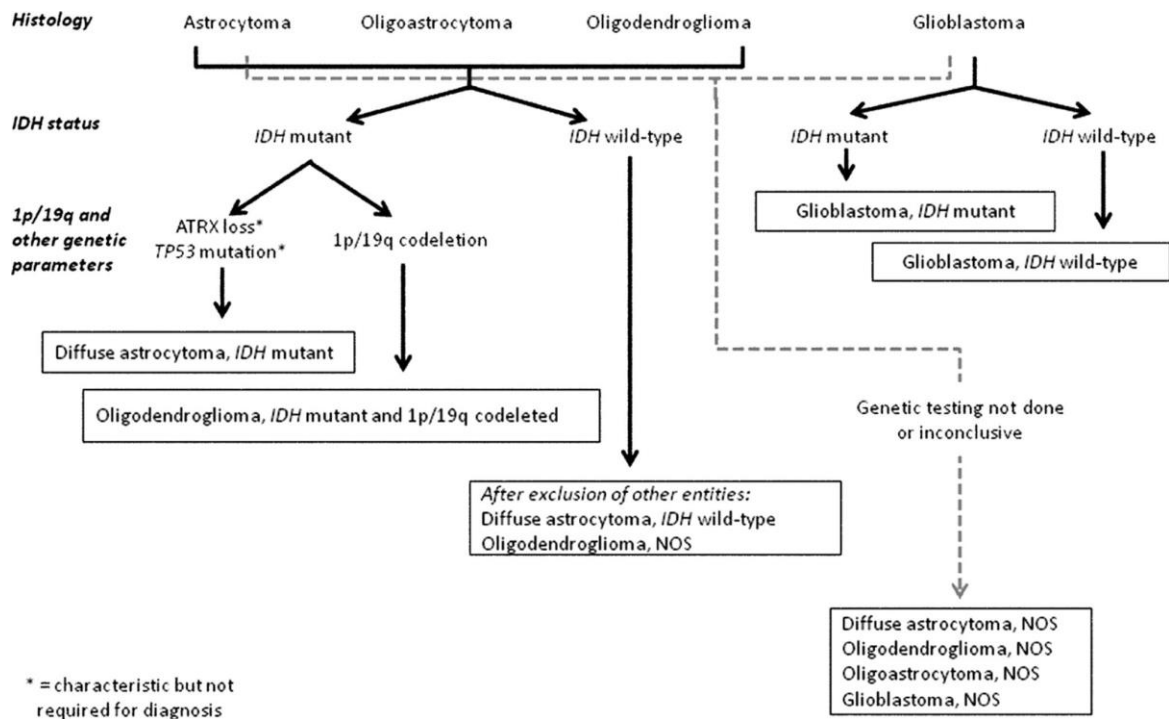 Histology
Astrocytoma
Oligoastrocytoma
Oligodendroglioma
Glioblastoma
IDH status
IDH mutant
IDH wild-type
IDH mutant
IDH wild-type
1p/19q and
other genetic
parameters
ATRX loss*
TP53 mutation*
1p/19q codeletion
Glioblastoma, IDH mutant
Glioblastoma, IDH wild-type
Diffuse astrocytoma, IDH mutant
Oligodendroglioma, IDH mutant and 1p/19q codeleted
Genetic testing not done
or inconclusive
After exclusion of other entities:
Diffuse astrocytoma, IDH wild-type
Oligodendroglioma, NOS
Diffuse astrocytoma, NOS
Oligodendroglioma, NOS
Oligoastrocytoma, NOS
Glioblastoma, NOS
* = characteristic but not
required for diagnosis